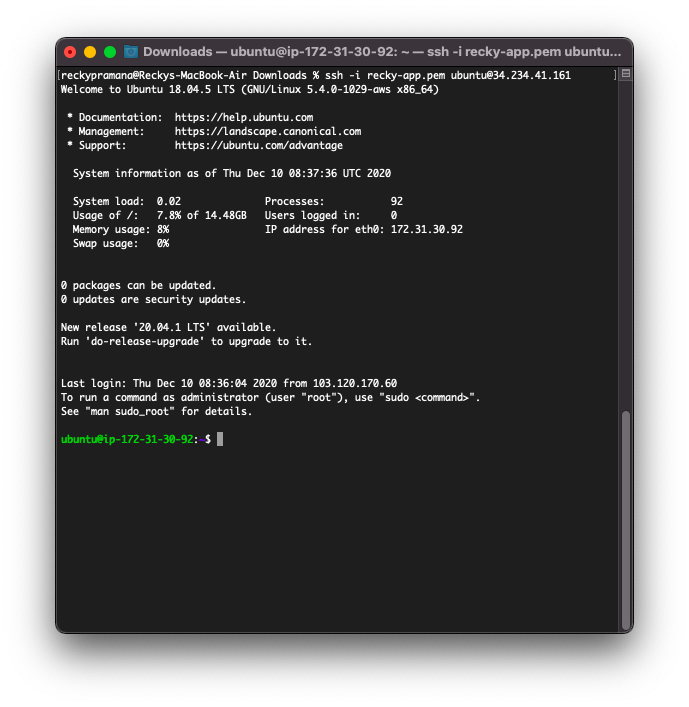 Downloads — ubuntu@ip-172-31-30-92: ~ — ssh -i recky-app.pem ubuntu...
[reckypramana@Reckys-MacBook-Air Downloads % ssh -i recky-app.pem ubuntu@34.234.41.161 ]
Welcome to Ubuntu 18.04.5 LTS (GNU/Linux 5.4.0-1029-aws x86_64)
* Documentation:  https://help.ubuntu.com
* Management:     https://landscape.canonical.com
* Support:        https://ubuntu.com/advantage
System information as of Thu Dec 10 08:37:36 UTC 2020
System load:  0.02              Processes:           92
Usage of /:   7.8% of 14.48GB   Users logged in:     0
Memory usage: 8%                IP address for eth0: 172.31.30.92
Swap usage:   0%
0 packages can be updated.
0 updates are security updates.
New release '20.04.1 LTS' available.
Run 'do-release-upgrade' to upgrade to it.
Last login: Thu Dec 10 08:36:04 2020 from 103.120.170.60
To run a command as administrator (user "root"), use "sudo <command>".
See "man sudo_root" for details.
ubuntu@ip-172-31-30-92:~$